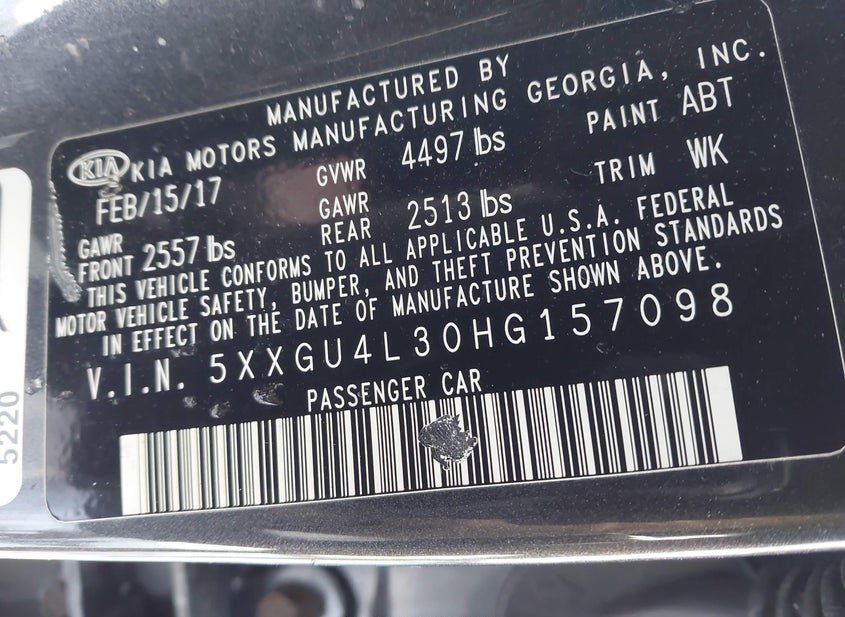 MANUFACTURED BY
KIA KIA MOTORS MANUFACTURING GEORGIA, INC.
FEB/15/17 GVWR 4497 lbs PAINT ABT
GAWR FRONT 2557 lbs GAWR REAR 2513 lbs TRIM WK
THIS VEHICLE CONFORMS TO ALL APPLICABLE U.S.A. FEDERAL
MOTOR VEHICLE SAFETY, BUMPER, AND THEFT PREVENTION STANDARDS
IN EFFECT ON THE DATE OF MANUFACTURE SHOWN ABOVE.
V.I.N. 5XXGU4L30HG157098
PASSENGER CAR
5220